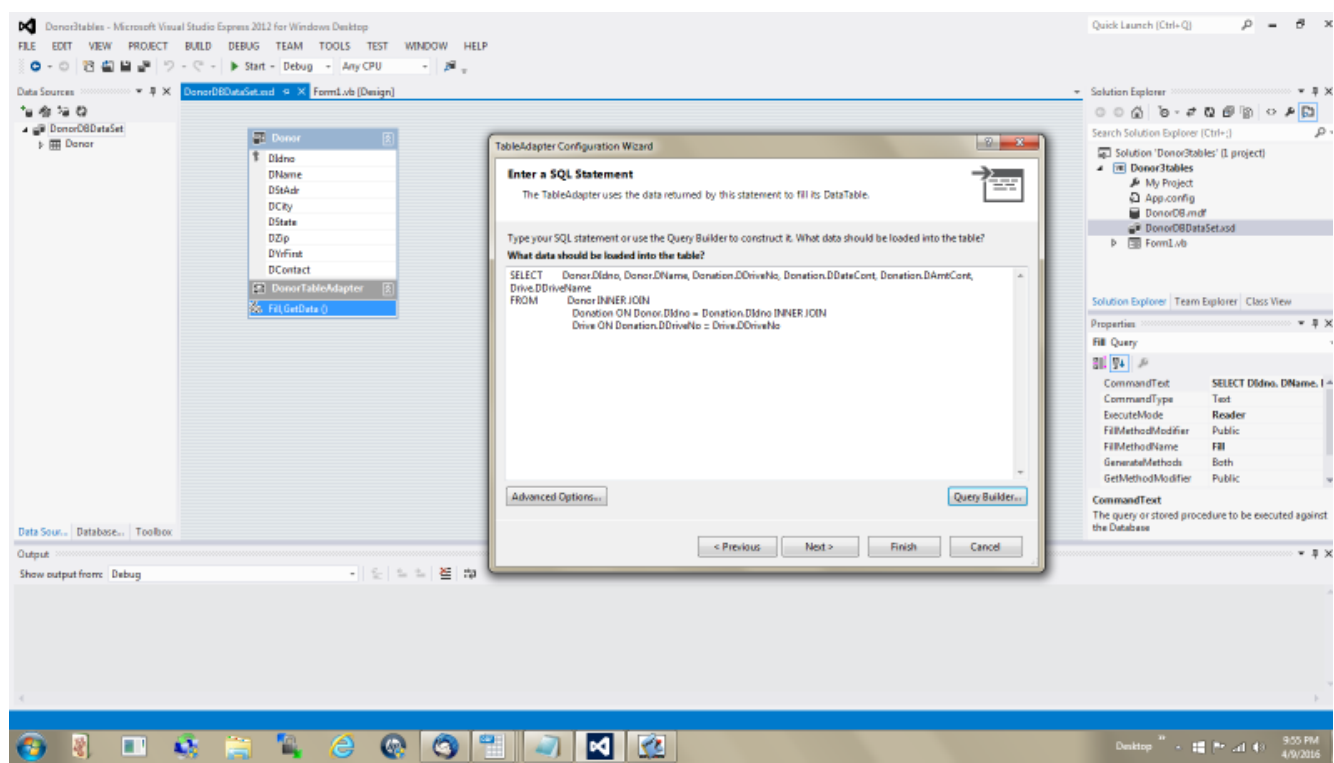 Donor3tables - Microsoft Visual Studio Express 2012 for Windows Desktop
Quick Launch (Ctrl+Q)
FILE EDIT VIEW PROJECT BUILD DEBUG TEAM TOOLS TEST WINDOW HELP
Start - Debug - Any CPU
Data Sources
DonorDBDataSet.xsd Form1.vb [Design]
Solution Explorer
DonorDBDataSet
Donor
Search Solution Explorer (Ctrl+;)
Solution 'Donor3tables' (1 project)
Donor3tables
My Project
App.config
DonorDB.mdf
DonorDBDataSet.xsd
Form1.vb
Donor
DIdno
DName
DStAdr
DCity
DState
DZip
DYrFirst
DContact
DonorTableAdapter
Fill,GetData ()
TableAdapter Configuration Wizard
Enter a SQL Statement
The TableAdapter uses the data returned by this statement to fill its DataTable.
Type your SQL statement or use the Query Builder to construct it. What data should be loaded into the table?
What data should be loaded into the table?
SELECT Donor.DIdno, Donor.DName, Donation.DDriveNo, Donation.DDateCont, Donation.DAmtCont,
Drive.DDriveName
FROM Donor INNER JOIN
Donation ON Donor.DIdno = Donation.DIdno INNER JOIN
Drive ON Donation.DDriveNo = Drive.DDriveNo
Advanced Options...
Query Builder...
< Previous Next > Finish Cancel
Solution Explorer Team Explorer Class View
Properties
Fill Query
CommandText SELECT DIdno, DName,
CommandType Text
ExecuteMode Reader
FillMethodModifier Public
FillMethodName Fill
GenerateMethods Both
GetMethodModifier Public
CommandText
The query or stored procedure to be executed against
the Database
Data Sour... Database... Toolbox
Output
Show output from: Debug
Desktop
9:55 PM
4/9/2016